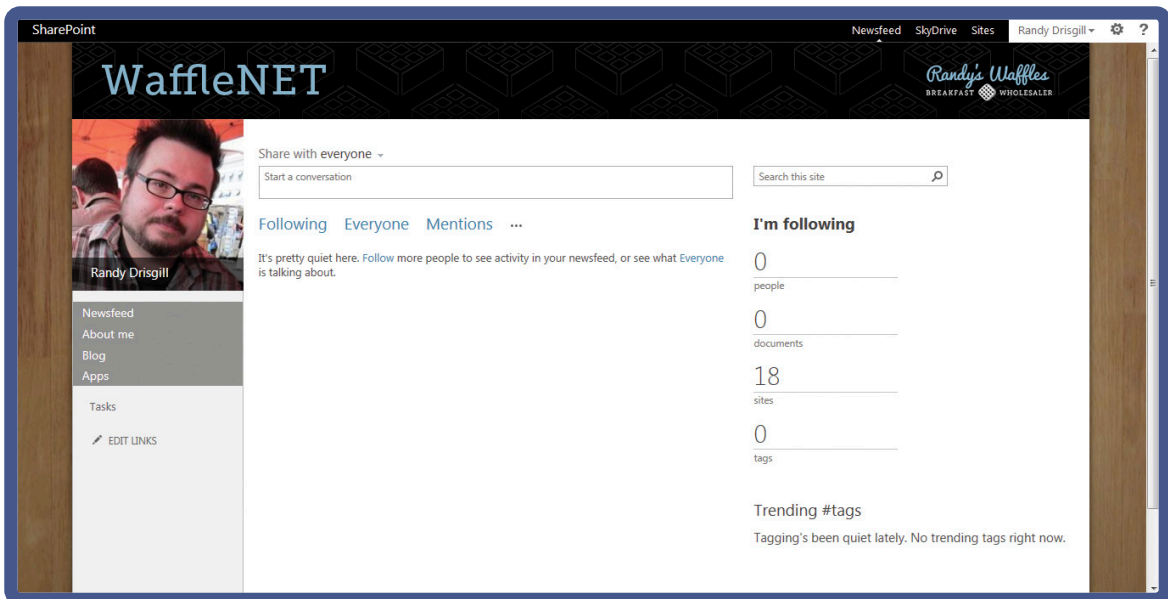 SharePoint
Newsfeed SkyDrive Sites Randy Drisgill ?
WaffleNET
Randy's Waffles
BREAKFAST WHOLESALER
Share with everyone
Start a conversation
Search this site
Following Everyone Mentions ...
I'm following
It's pretty quiet here. Follow more people to see activity in your newsfeed, or see what Everyone
is talking about.
0
people
0
documents
18
sites
0
tags
Trending #tags
Tagging's been quiet lately. No trending tags right now.
Randy Drisgill
Newsfeed
About me
Blog
Apps
Tasks
EDIT LINKS